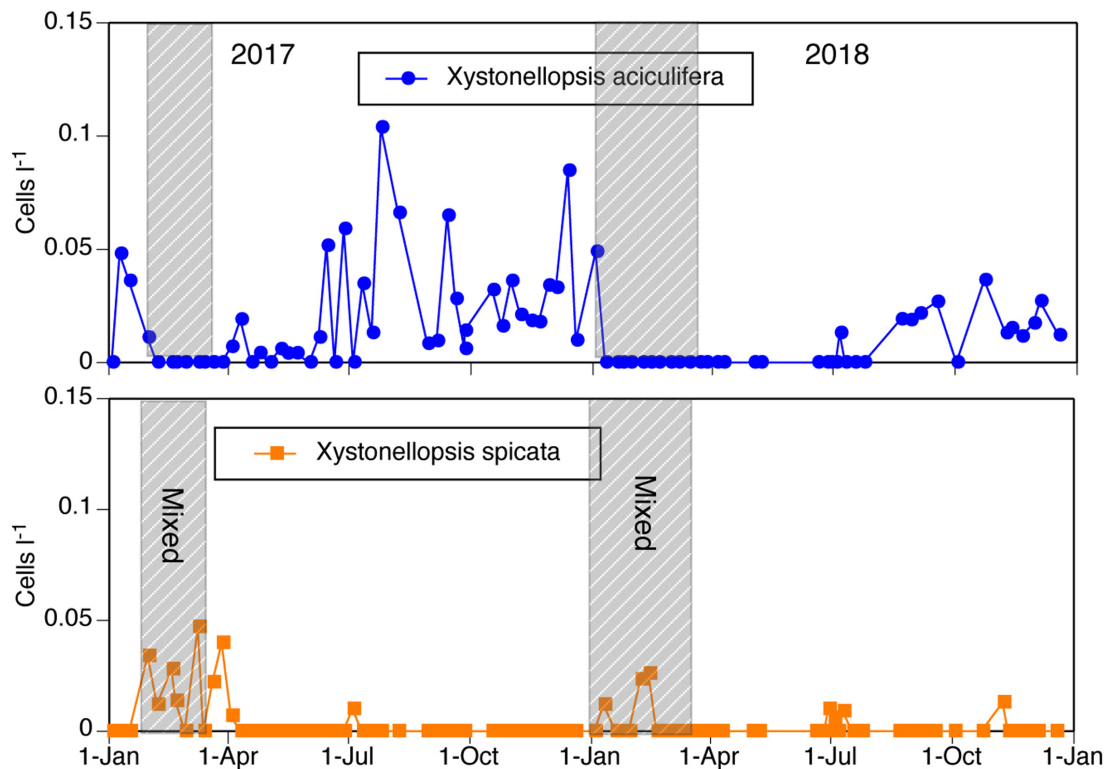 0.15
2017
2018
Xystonellopsis aciculifera
0.1
Cells l-1
0.05
0
0.15
Xystonellopsis spicata
0.1
Mixed
Mixed
Cells l-1
0.05
0
1-Jan 1-Apr 1-Jul 1-Oct 1-Jan 1-Apr 1-Jul 1-Oct 1-Jan